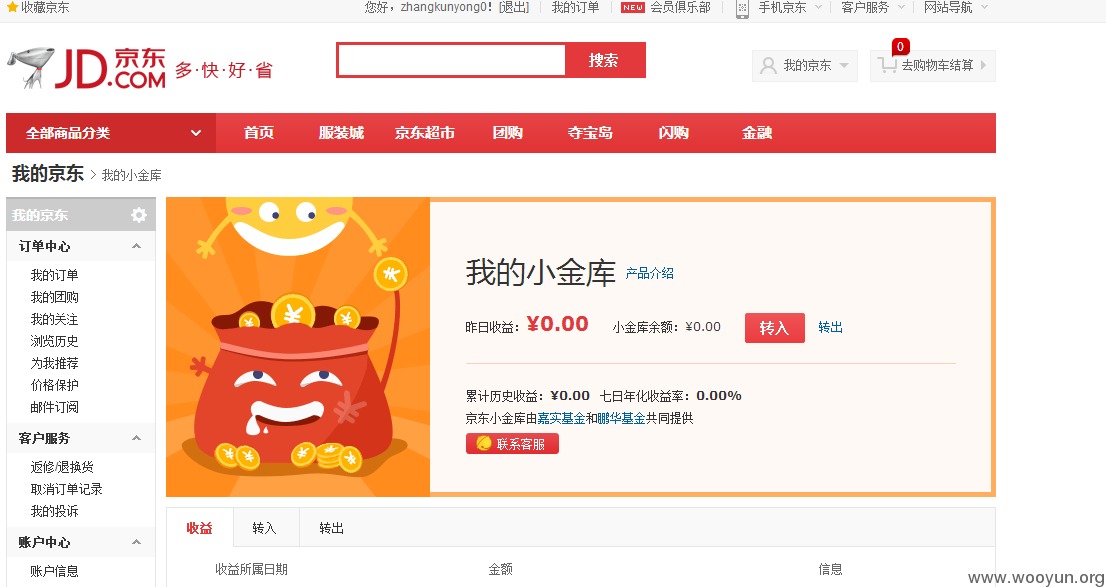 收藏京东 您好，zhangkunyong0！[退出] 我的订单 NEW 会员俱乐部 手机京东 客户服务 网站导航
JD.COM 京东 多·快·好·省 搜索 我的京东 0 去购物车结算
全部商品分类 首页 服装城 京东超市 团购 夺宝岛 闪购 金融
我的京东 > 我的小金库
我的京东
订单中心
我的订单
我的团购
我的关注
浏览历史
为我推荐
价格保护
邮件订阅
客户服务
返修/退换货
取消订单记录
我的投诉
账户中心
账户信息
我的小金库 产品介绍
昨日收益：¥0.00 小金库余额：¥0.00 转入 转出
累计历史收益：¥0.00 七日年化收益率：0.00%
京东小金库由嘉实基金和鹏华基金共同提供
联系客服
收益 转入 转出
收益所属日期 金额 信息
www.wooyun.org